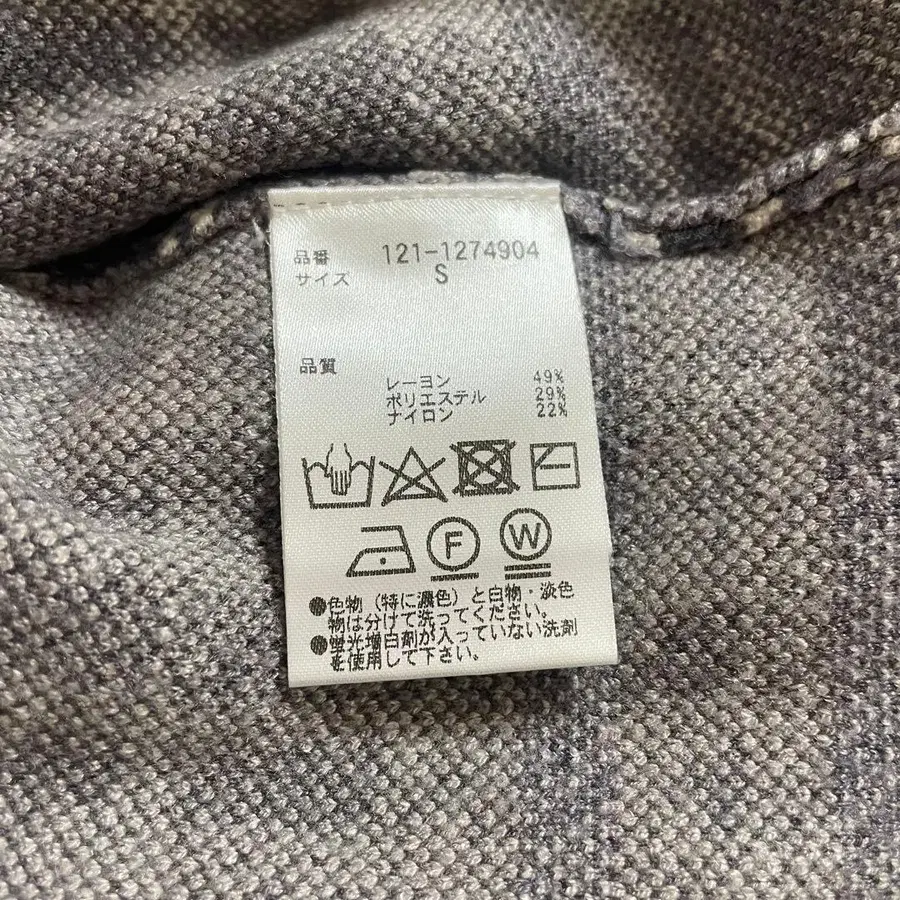 品番 121-1274904
サイズ S
品質
レーヨン 49%
ポリエステル 29%
ナイロン 22%
F W
●色物（特に濃色）と白物・淡色
物は分けて洗ってください。
●蛍光増白剤が入っていない洗剤
を使用して下さい。